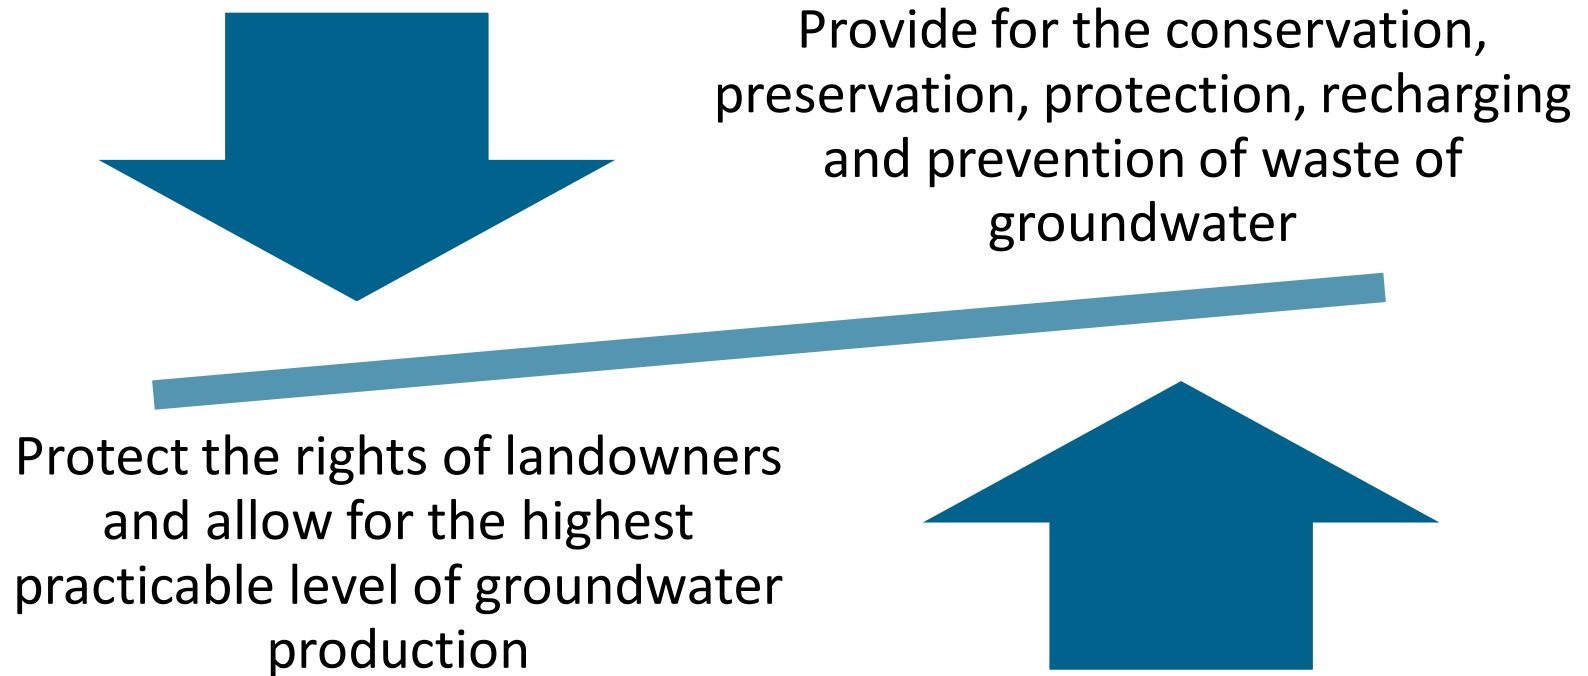 Provide for the conservation,
preservation, protection, recharging
and prevention of waste of
groundwater
Protect the rights of landowners
and allow for the highest
practicable level of groundwater
production